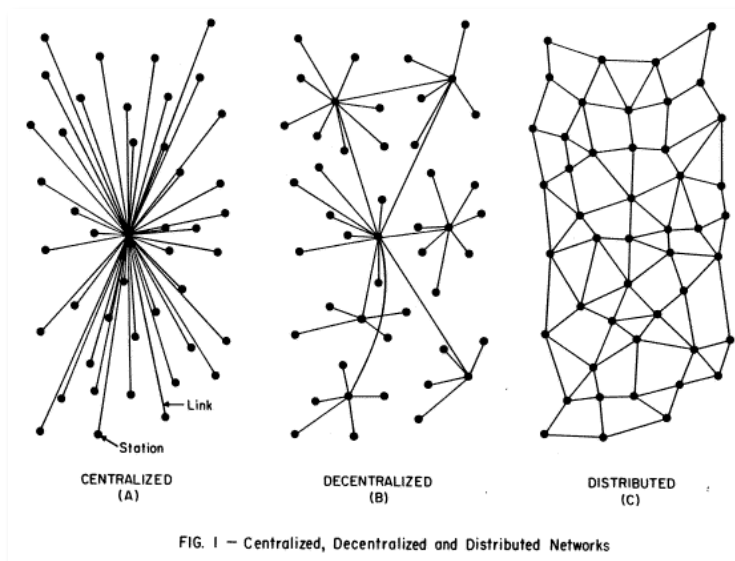 Link
Station
CENTRALIZED
(A)
DECENTRALIZED
(B)
DISTRIBUTED
(C)
FIG. I — Centralized, Decentralized and Distributed Networks